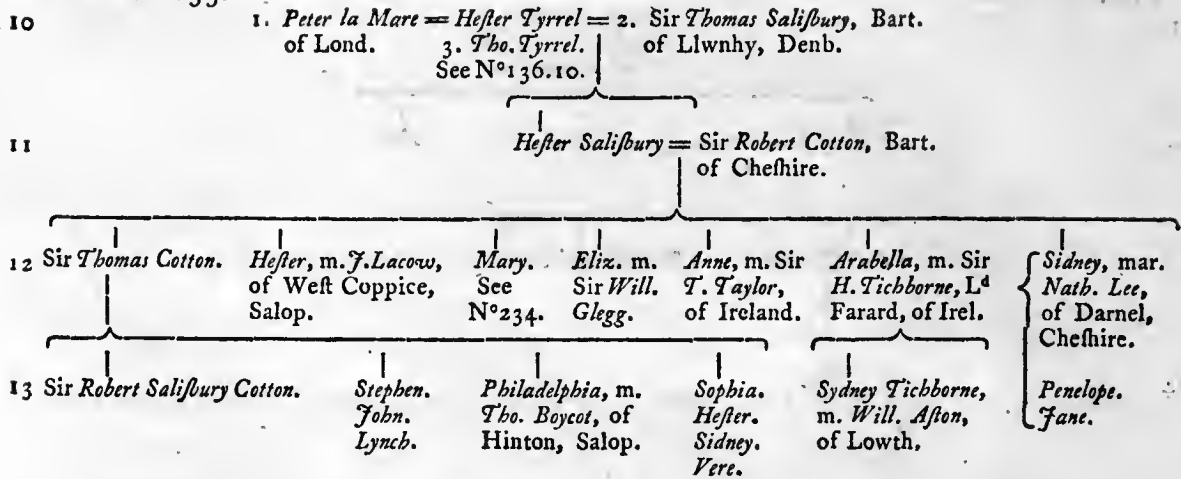 10 1. Peter la Mare = Heſter Tyrrel = 2. Sir Thomas Saliſbury, Bart.
of Lond. 3. Tho. Tyrrel. of Llwnhy, Denb.
See N°136.10.
11 Heſter Saliſbury = Sir Robert Cotton, Bart.
of Cheſhire.
12 Sir Thomas Cotton. Heſter, m. J. Lacow, Mary. Eliz. m. Anne, m. Sir Arabella, m. Sir Sidney, mar.
of Weſt Coppice, See Sir Will. T. Taylor, H. Tichborne, Lᵈ Nath. Lee,
Salop. N°234. Glegg. of Ireland. Farard, of Irel. of Darnel,
Cheſhire.
13 Sir Robert Saliſbury Cotton. Stephen. Philadelphia, m. Sophia. Sydney Tichborne, Penelope.
John. Tho. Boycot, of Heſter. m. Will. Aſton, Jane.
Lynch. Hinton, Salop. Sidney. of Lowth.
Vere.